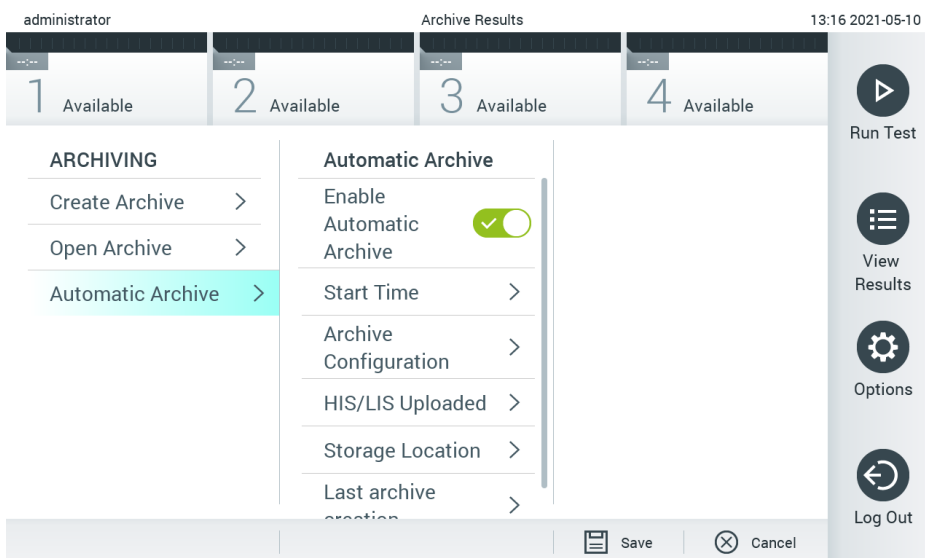 administrator
Archive Results
13:16 2021-05-10
--:--
--:--
--:--
--:--
1 Available
2 Available
3 Available
4 Available
Run Test
ARCHIVING
Create Archive
Open Archive
Automatic Archive
Automatic Archive
Enable
Automatic
Archive
Start Time
Archive
Configuration
HIS/LIS Uploaded
Storage Location
Last archive
creation
View
Results
Options
Log Out
Save
Cancel